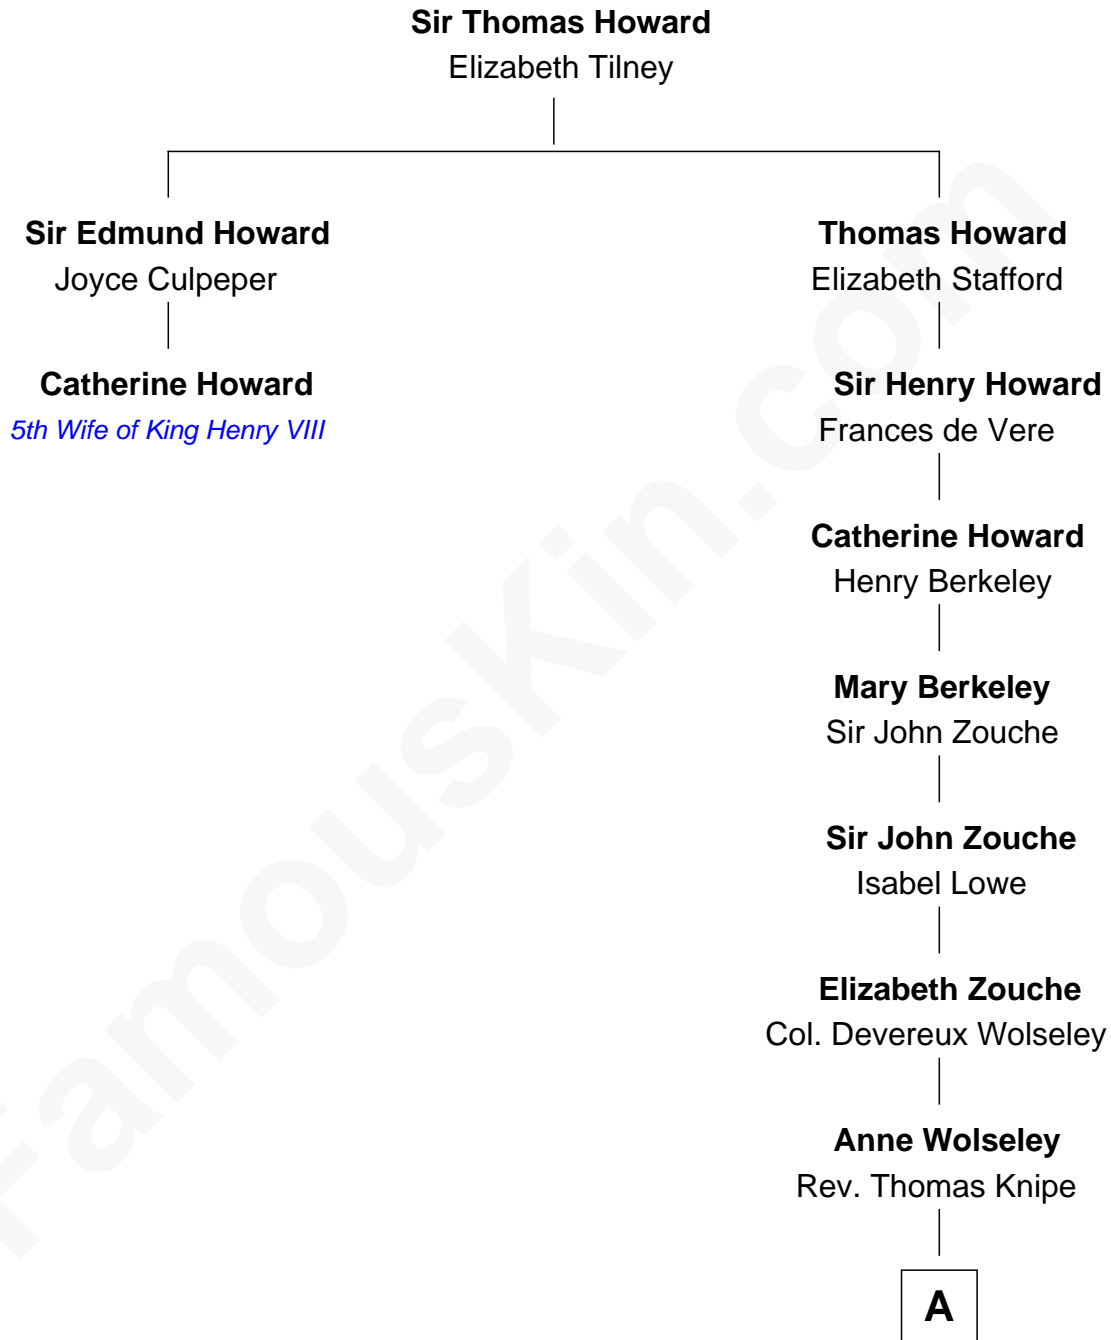 Sir Thomas Howard
Elizabeth Tilney
Sir Edmund Howard
Joyce Culpeper
Catherine Howard
5th Wife of King Henry VIII
Thomas Howard
Elizabeth Stafford
Sir Henry Howard
Frances de Vere
Catherine Howard
Henry Berkeley
Mary Berkeley
Sir John Zouche
Sir John Zouche
Isabel Lowe
Elizabeth Zouche
Col. Devereux Wolseley
Anne Wolseley
Rev. Thomas Knipe
A
FamousKin.com